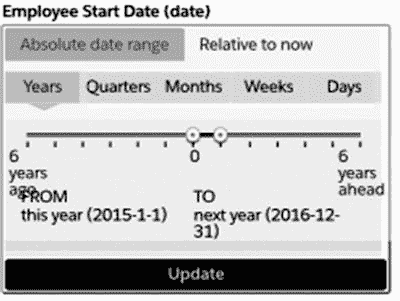 Employee Start Date (date)
Absolute date range Relative to now
Years Quarters Months Weeks Days
6 years ago 0 6 years ahead
FROM TO
this year (2015-1-1) next year (2016-12-31)
Update